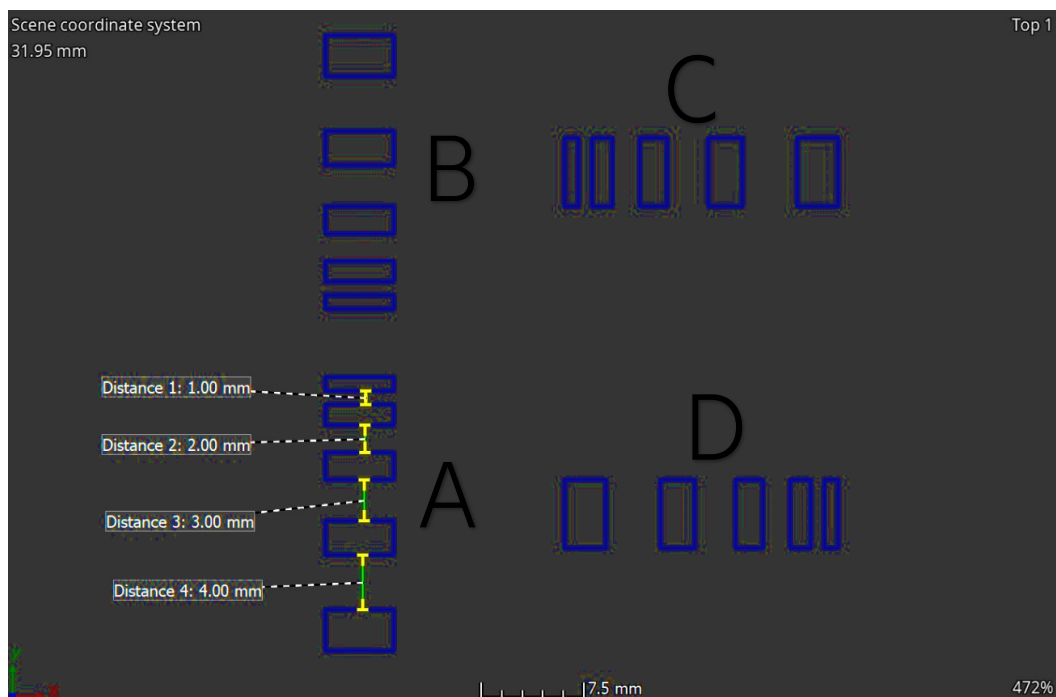 Scene coordinate system
Top 1
31.95 mm
C
B
Distance 1: 1.00 mm
D
Distance 2: 2.00 mm
A
Distance 3: 3.00 mm
Distance 4: 4.00 mm
7.5 mm
472%